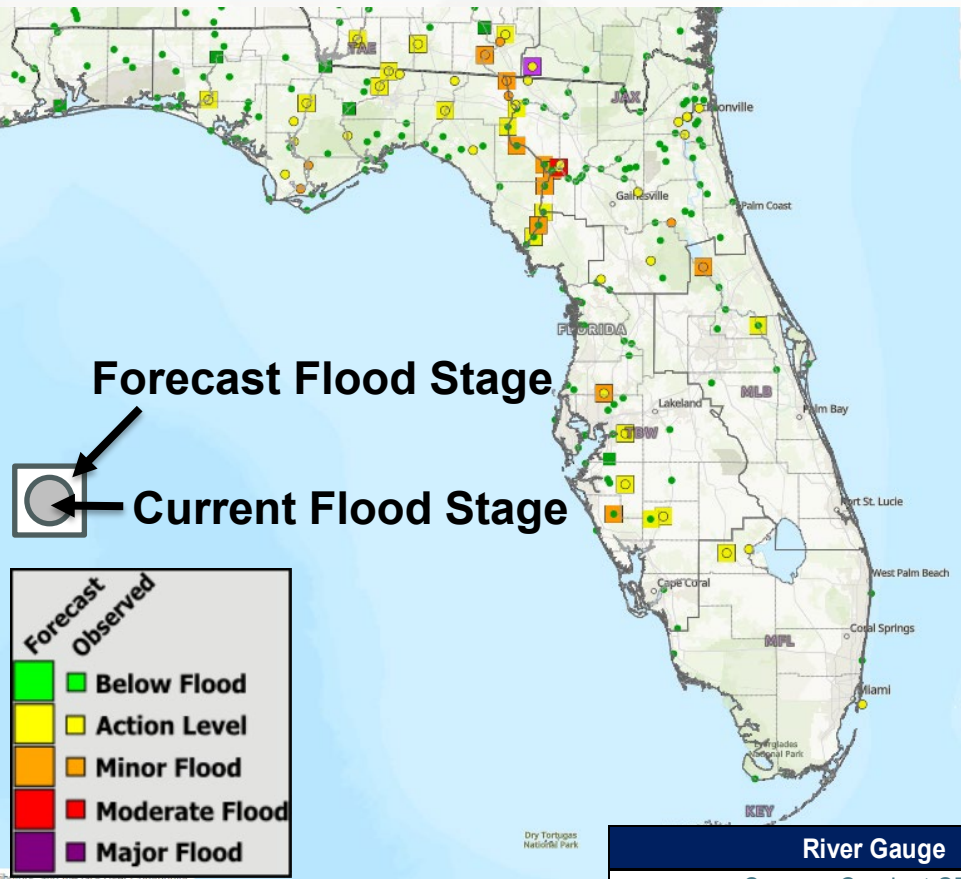 TAE
JAX
onville
Gainesville
Palm Coast
FLORIDA
MLB
Lakeland
Palm Bay
TBW
Forecast Flood Stage
Current Flood Stage
Port St. Lucie
West Palm Beach
Cape Coral
Coral Springs
MFL
Miami
Everglades
National Park
KEY
Dry Tortugas
National Park
Forecast
Observed
Below Flood
Action Level
Minor Flood
Moderate Flood
Major Flood
River Gauge